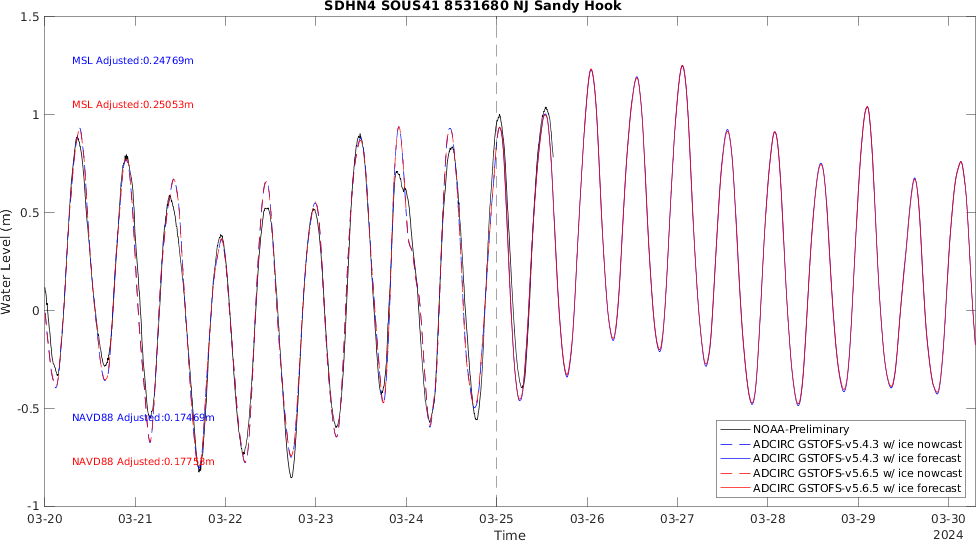 SDHN4 SOUS41 8531680 NJ Sandy Hook
1.5
1
0.5
0
-0.5
-1
Water Level (m)
MSL Adjusted:0.24769m
MSL Adjusted:0.25053m
NAVD88 Adjusted:0.17469m
NAVD88 Adjusted:0.17753m
NOAA-Preliminary
ADCIRC GSTOFS-v5.4.3 w/ ice nowcast
ADCIRC GSTOFS-v5.4.3 w/ ice forecast
ADCIRC GSTOFS-v5.6.5 w/ ice nowcast
ADCIRC GSTOFS-v5.6.5 w/ ice forecast
03-20 03-21 03-22 03-23 03-24 03-25 03-26 03-27 03-28 03-29 03-30
Time
2024